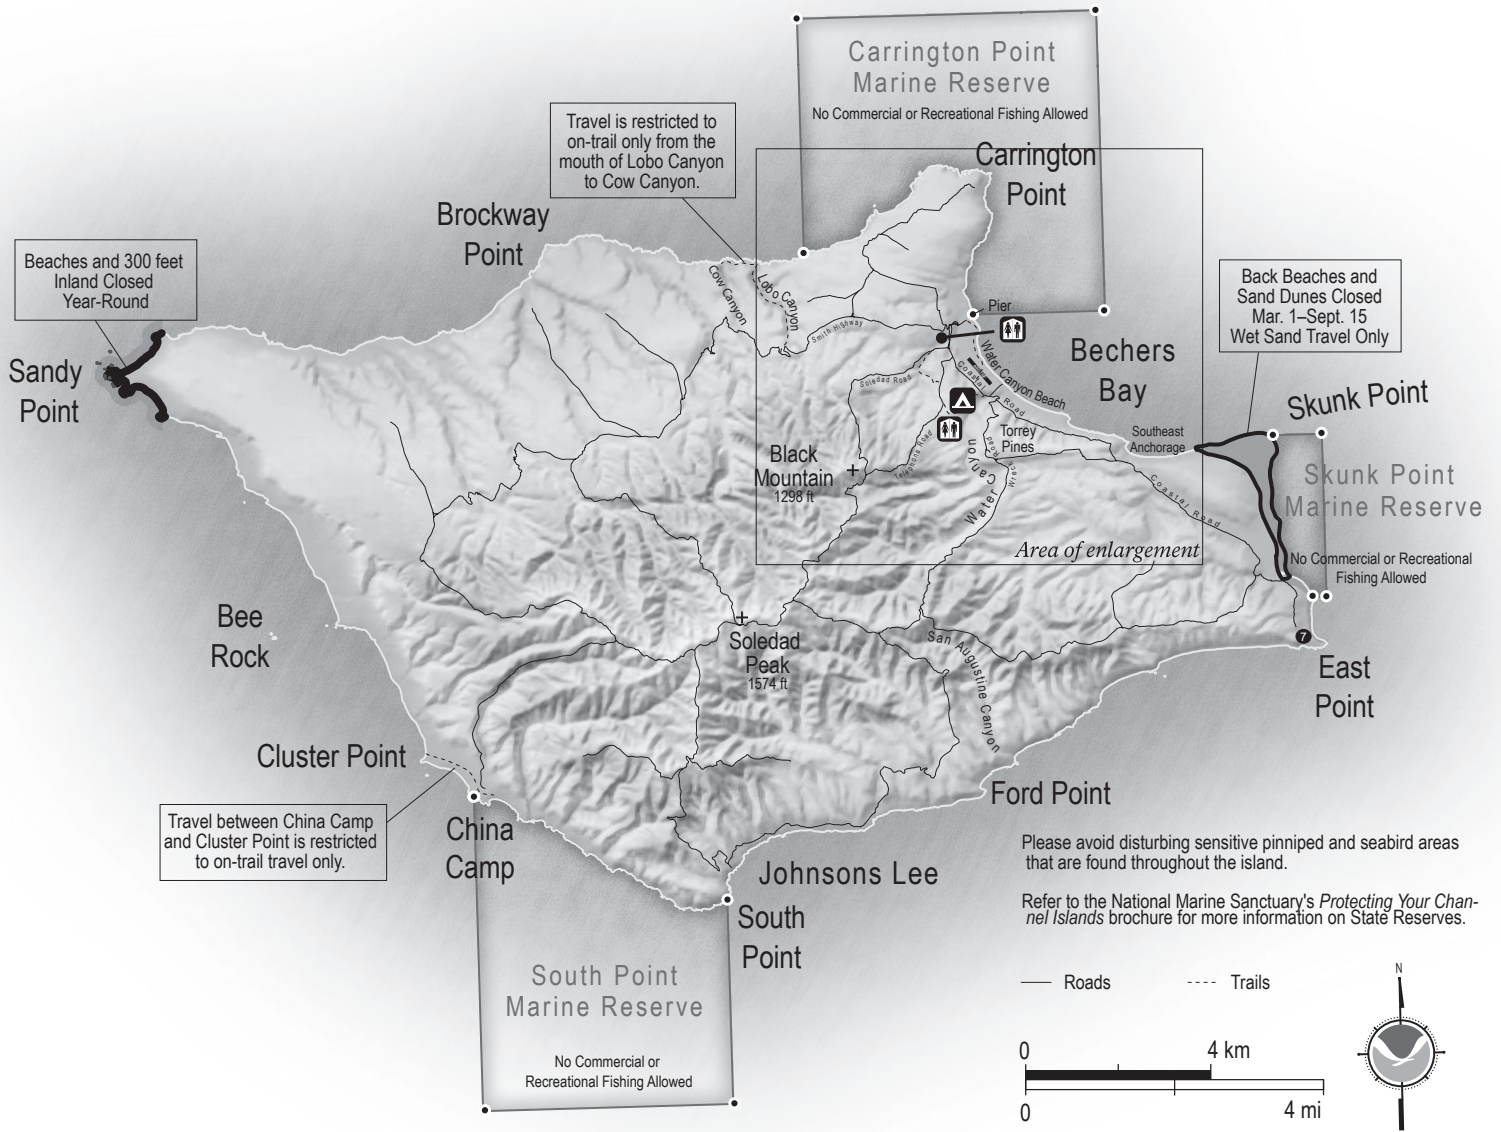 Carrington Point
Marine Reserve
No Commercial or Recreational Fishing Allowed
Travel is restricted to
on-trail only from the
mouth of Lobo Canyon
to Cow Canyon.
Carrington
Point
Brockway
Point
Beaches and 300 feet
Inland Closed
Year-Round
Sandy
Point
Cow Canyon
Lobo Canyon
Smith Highway
Pier
Back Beaches and
Sand Dunes Closed
Mar. 1–Sept. 15
Wet Sand Travel Only
Bechers
Bay
Water Canyon Beach
Coastal Road
Soledad Road
Skunk Point
Southeast
Anchorage
Torrey
Pines
Telephone Road
Black
Mountain
1298 ft
Water Canyon
Wreck Road
Coastal Road
Skunk Point
Marine Reserve
No Commercial or Recreational
Fishing Allowed
Area of enlargement
Bee
Rock
Soledad
Peak
1574 ft
San Augustine Canyon
7
East
Point
Cluster Point
Ford Point
Travel between China Camp
and Cluster Point is restricted
to on-trail travel only.
China
Camp
Johnsons Lee
South
Point
South Point
Marine Reserve
No Commercial or
Recreational Fishing Allowed
Please avoid disturbing sensitive pinniped and seabird areas
that are found throughout the island.
Refer to the National Marine Sanctuary's Protecting Your Chan-
nel Islands brochure for more information on State Reserves.
Roads
Trails
N
0
4 km
0
4 mi